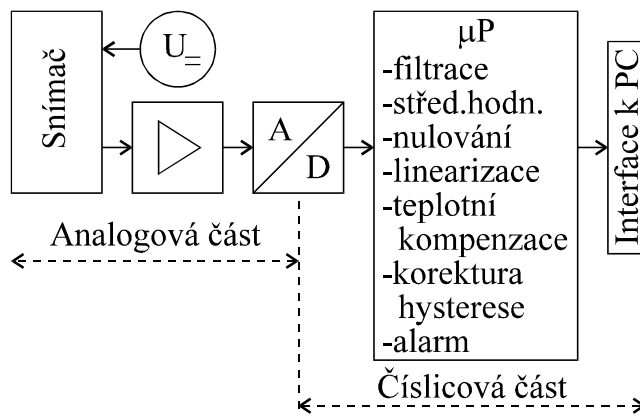 Snímač
U=
A
D
µP
-filtrace
-střed.hodn.
-nulování
-linearizace
-teplotní
kompenzace
-korektura
hysterese
-alarm
Interface k PC
Analogová část
Číslicová část